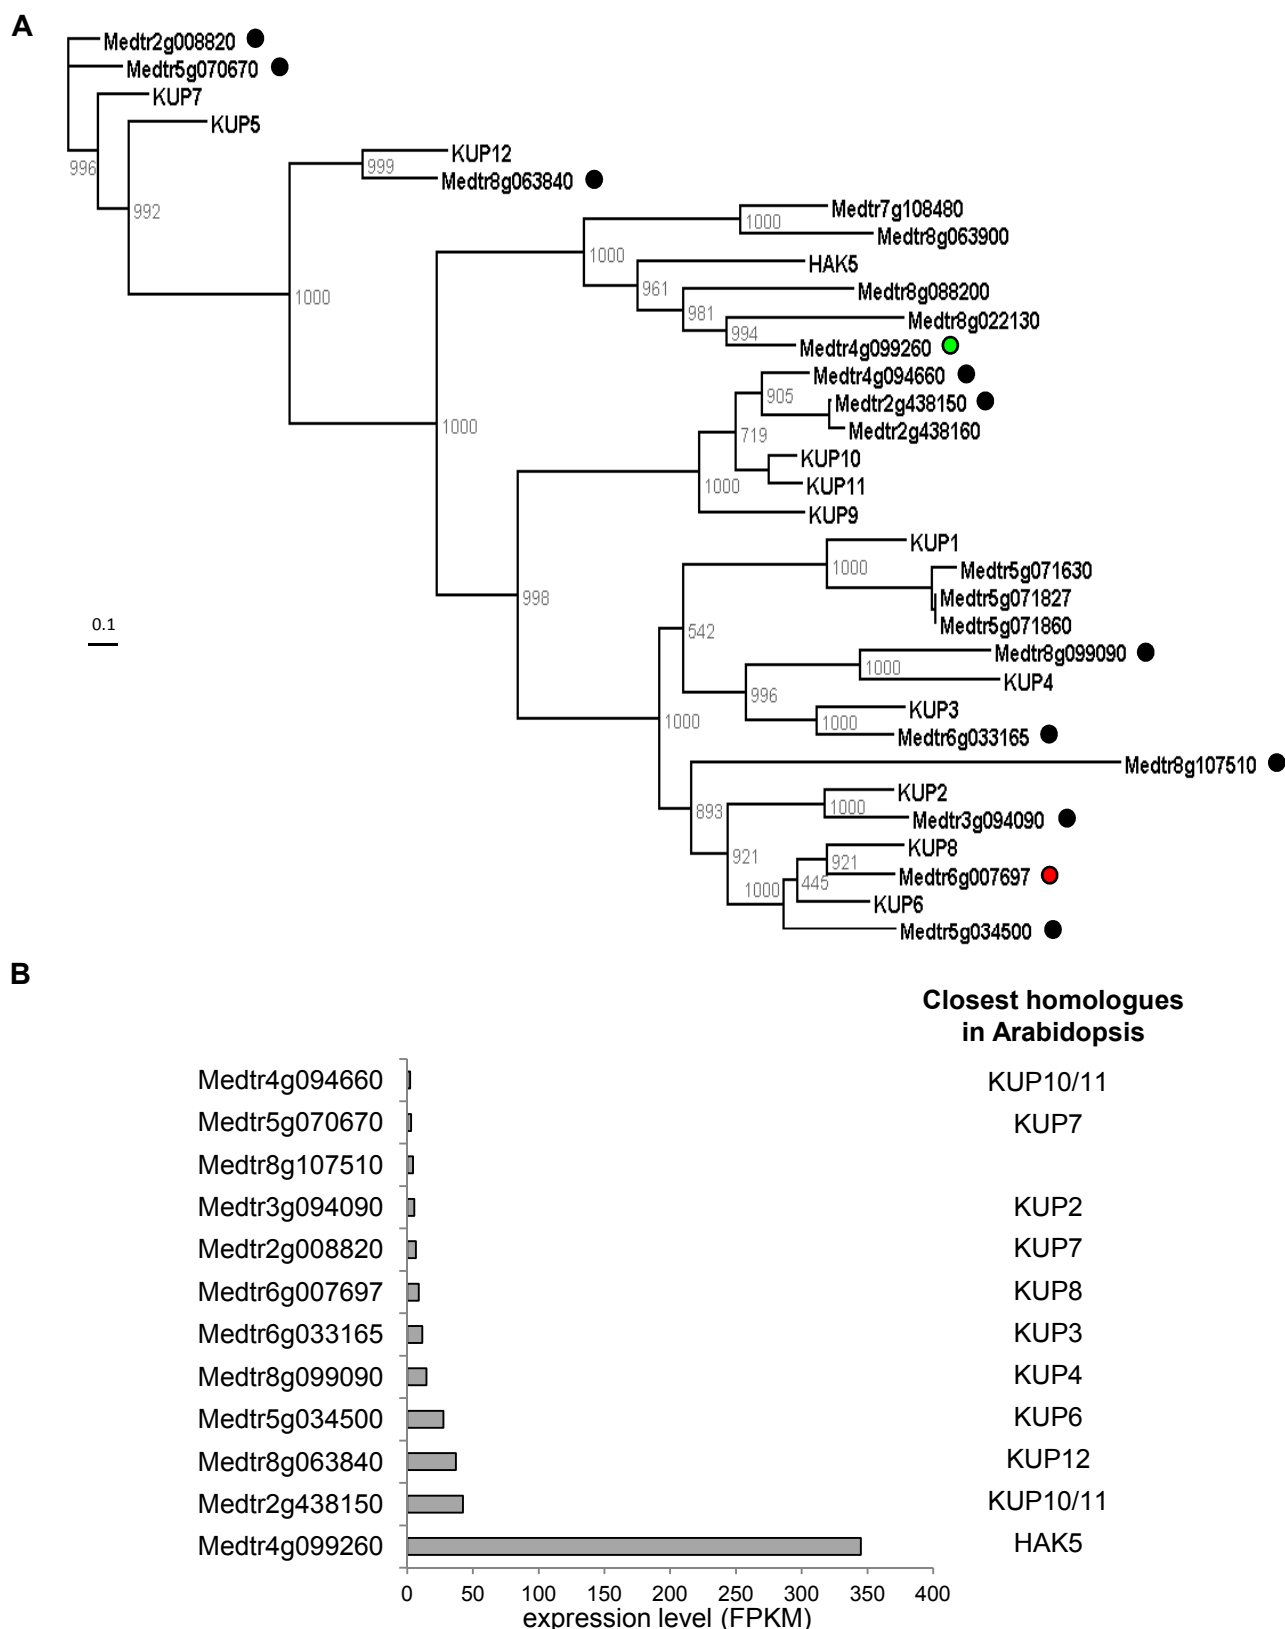 A
Medtr2g008820
Medtr5g070670
KUP7
KUP5
996
KUP12
999
Medtr8g063840
992
Medtr7g108480
1000
Medtr8g063900
1000
HAK5
961
Medtr8g088200
1000
981
Medtr8g022130
994
Medtr4g099260
Medtr4g094660
905
Medtr2g438150
1000
719
Medtr2g438160
KUP10
1000
KUP11
KUP9
KUP1
1000
Medtr5g071630
998
Medtr5g071827
0.1
Medtr5g071860
542
Medtr8g099090
1000
KUP4
996
KUP3
1000
1000
Medtr6g033165
Medtr8g107510
KUP2
893
1000
Medtr3g094090
KUP8
921
921
Medtr6g007697
1000
445
KUP6
Medtr5g034500
B
Closest homologues
in Arabidopsis
Medtr4g094660 KUP10/11
Medtr5g070670 KUP7
Medtr8g107510
Medtr3g094090 KUP2
Medtr2g008820 KUP7
Medtr6g007697 KUP8
Medtr6g033165 KUP3
Medtr8g099090 KUP4
Medtr5g034500 KUP6
Medtr8g063840 KUP12
Medtr2g438150 KUP10/11
Medtr4g099260 HAK5
0 50 100 150 200 250 300 350 400
expression level (FPKM)